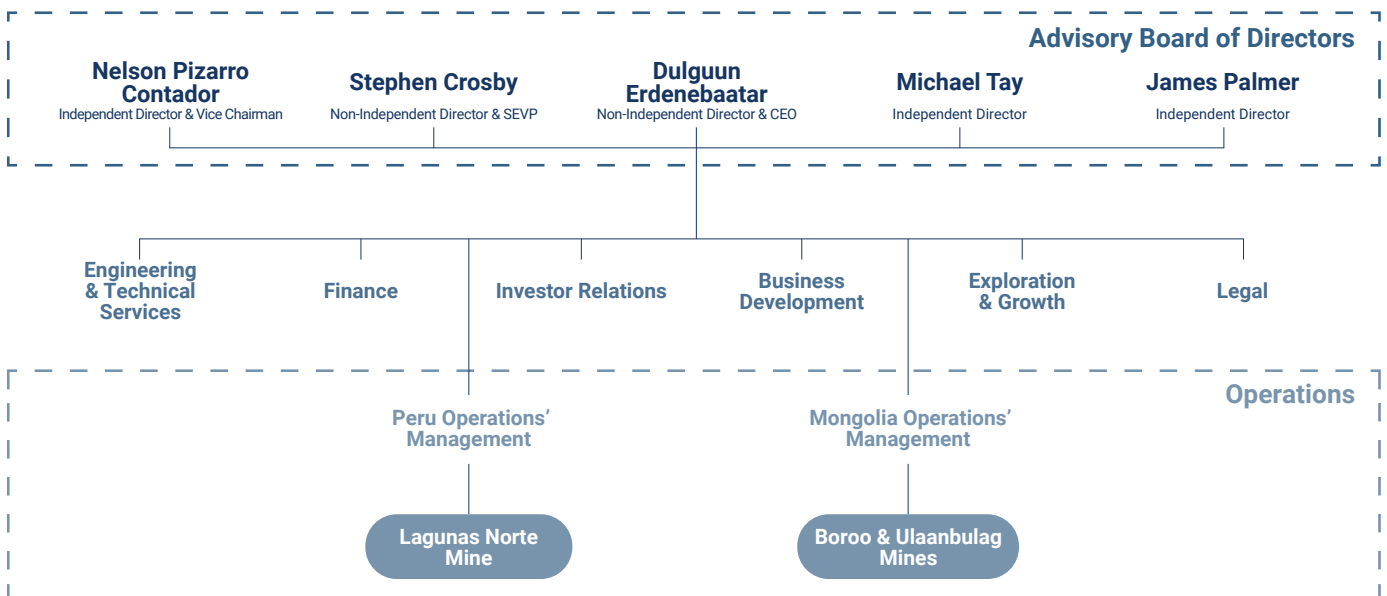 Advisory Board of Directors
Nelson Pizarro
Contador
Independent Director & Vice Chairman
Stephen Crosby
Non-Independent Director & SEVP
Dulguun
Erdenebaatar
Non-Independent Director & CEO
Michael Tay
Independent Director
James Palmer
Independent Director
Engineering
& Technical
Services
Finance
Investor Relations
Business
Development
Exploration
& Growth
Legal
Operations
Peru Operations’
Management
Mongolia Operations’
Management
Lagunas Norte
Mine
Boroo & Ulaanbulag
Mines